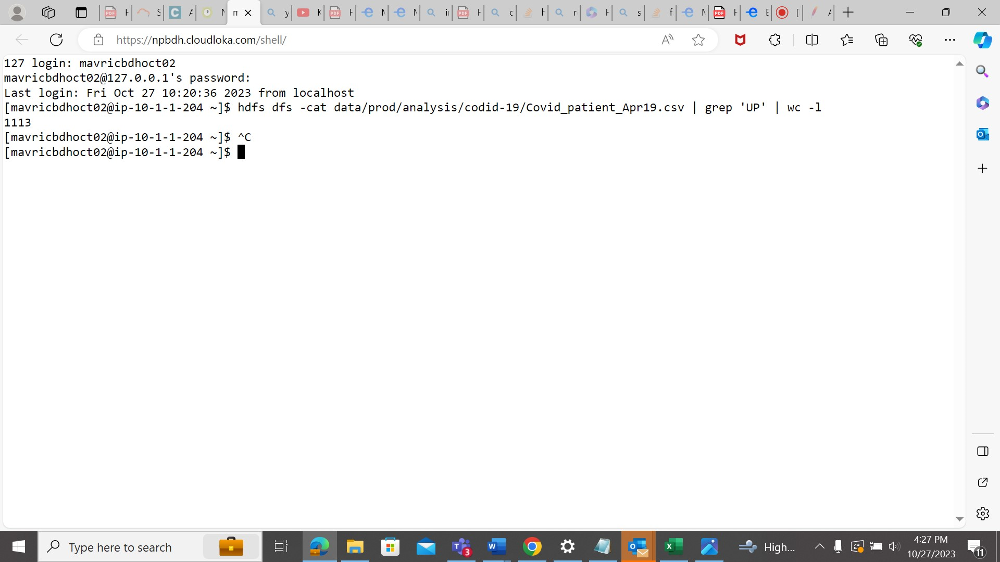 https://npbdh.cloudloka.com/shell/
127 login: mavricbdhoct02
mavricbdhoct02@127.0.0.1's password:
Last login: Fri Oct 27 10:20:36 2023 from localhost
[mavricbdhoct02@ip-10-1-1-204 ~]$ hdfs dfs -cat data/prod/analysis/codid-19/Covid_patient_Apr19.csv | grep 'UP' | wc -l
1113
[mavricbdhoct02@ip-10-1-1-204 ~]$ ^C
[mavricbdhoct02@ip-10-1-1-204 ~]$
Type here to search
3
High...
4:27 PM
10/27/2023
11